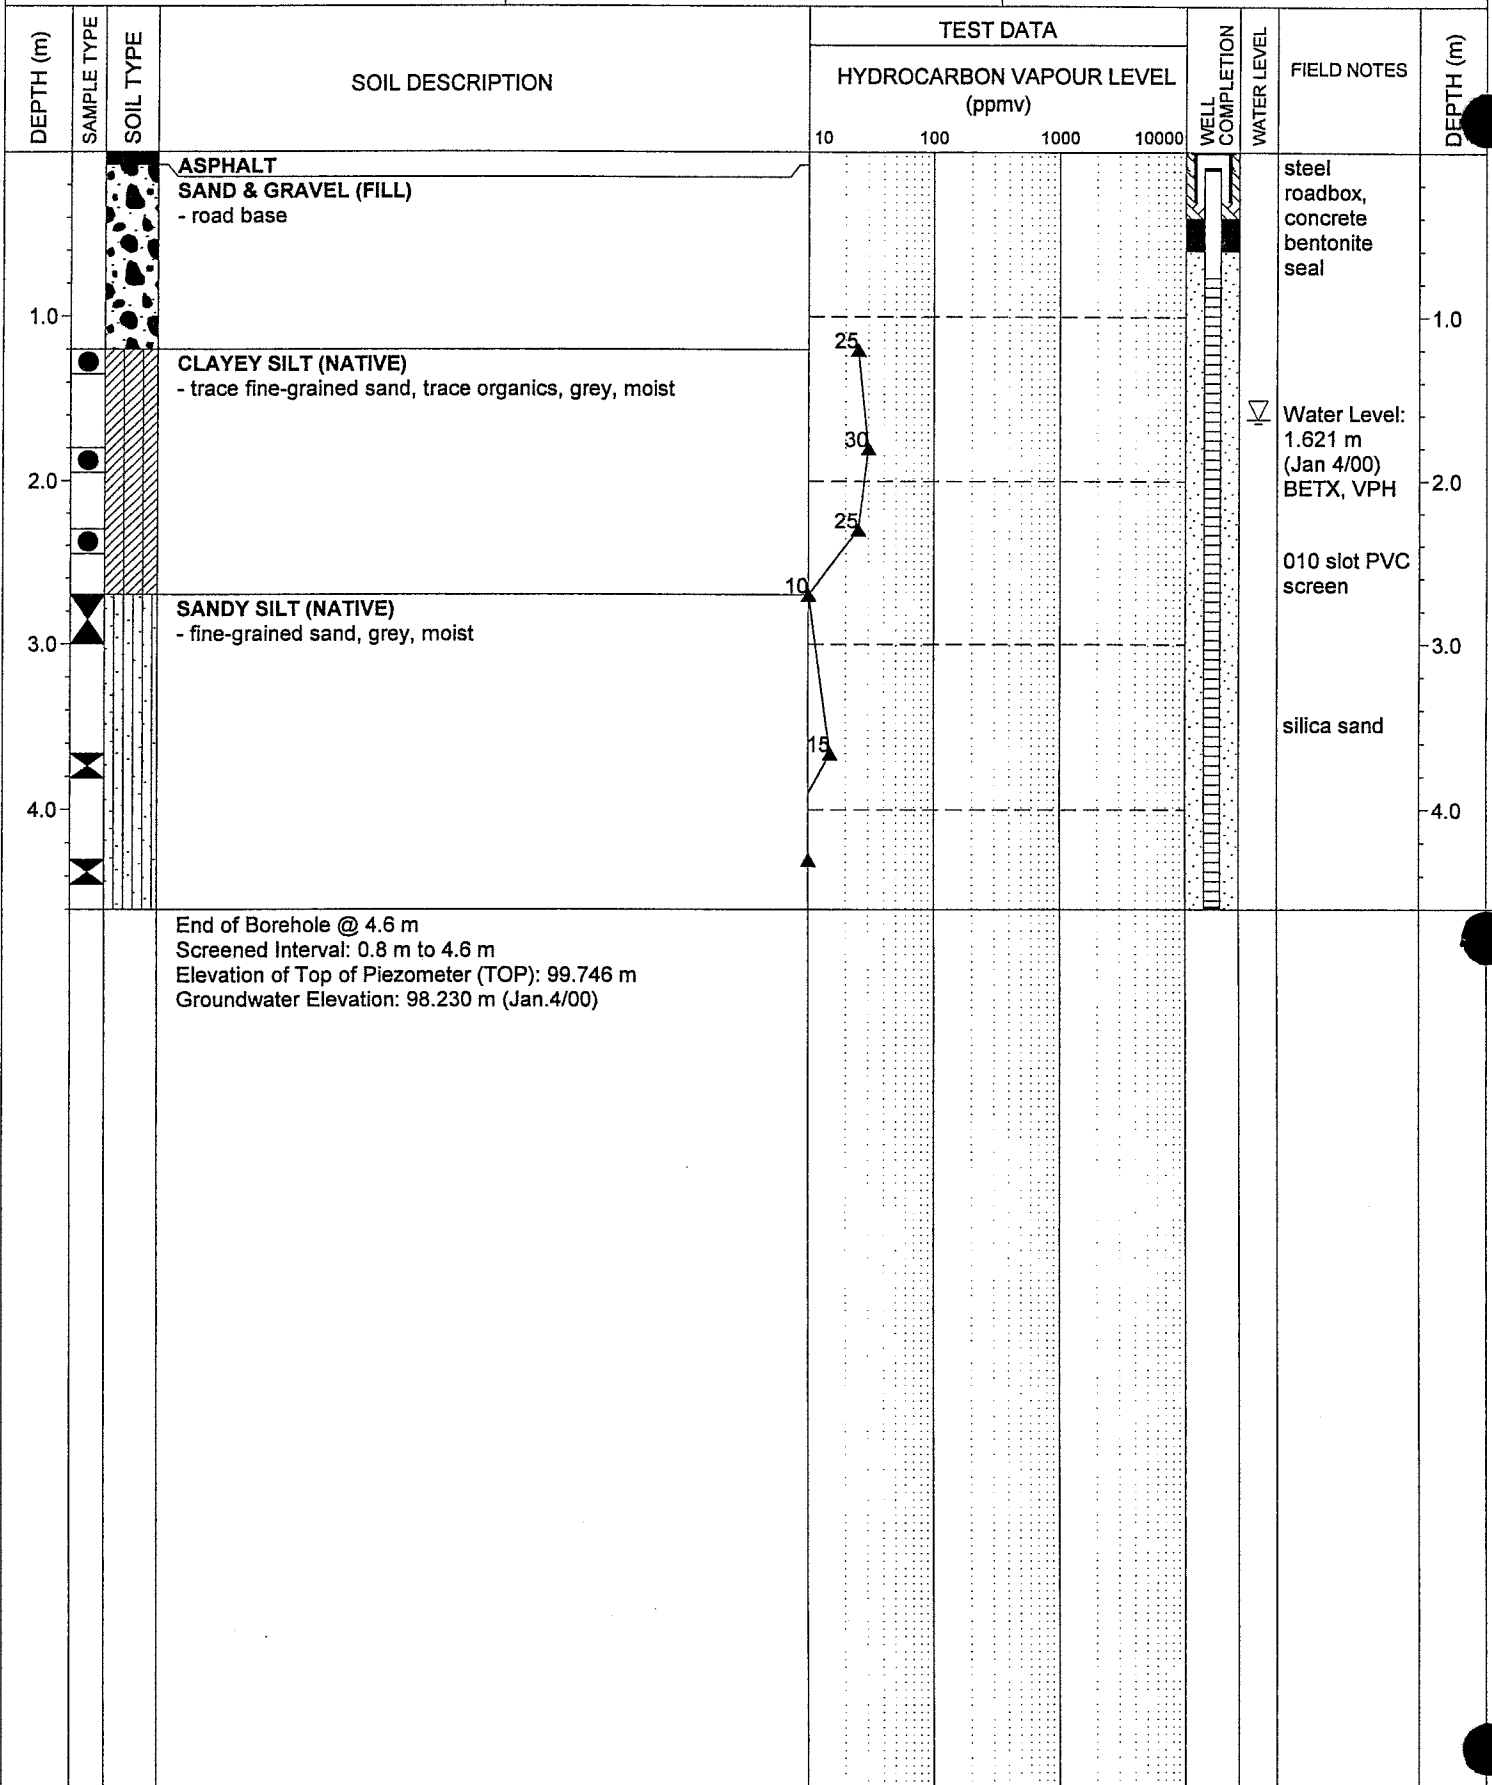 DEPTH (m)
SAMPLE TYPE
SOIL TYPE
SOIL DESCRIPTION
TEST DATA
HYDROCARBON VAPOUR LEVEL
(ppmv)
10 100 1000 10000
WELL
COMPLETION
WATER LEVEL
FIELD NOTES
DEPTH (m)
ASPHALT
SAND & GRAVEL (FILL)
- road base
steel
roadbox,
concrete
bentonite
seal
1.0
1.0
25
CLAYEY SILT (NATIVE)
- trace fine-grained sand, trace organics, grey, moist
30
Water Level:
1.621 m
(Jan 4/00)
BETX, VPH
2.0
2.0
25
010 slot PVC
screen
10
SANDY SILT (NATIVE)
- fine-grained sand, grey, moist
3.0
3.0
15
silica sand
4.0
4.0
End of Borehole @ 4.6 m
Screened Interval: 0.8 m to 4.6 m
Elevation of Top of Piezometer (TOP): 99.746 m
Groundwater Elevation: 98.230 m (Jan.4/00)